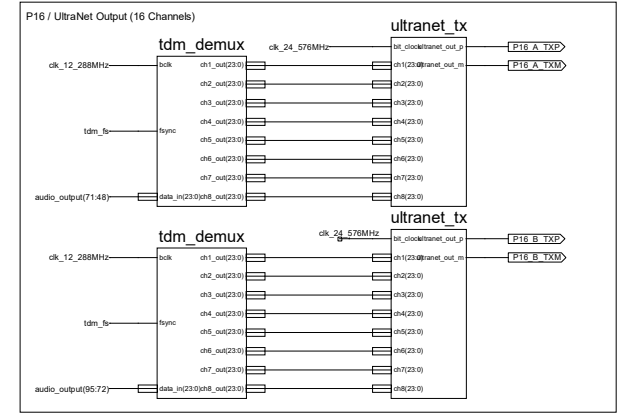 P16 / UltraNet Output (16 Channels)
ultranet_tx
tdm_demux
clk_24_576MHz
bit_clock ultranet_out_p
P16_A_TXP
clk_12_288MHz
bclk
ch1_out(23:0)
ch1(23:0) ultranet_out_m
P16_A_TXM
ch2_out(23:0)
ch2(23:0)
ch3_out(23:0)
ch3(23:0)
ch4_out(23:0)
ch4(23:0)
tdm_fs
fsync
ch5_out(23:0)
ch5(23:0)
ch6_out(23:0)
ch6(23:0)
ch7_out(23:0)
ch7(23:0)
audio_output(71:48)
data_in(23:0)
ch8_out(23:0)
ch8(23:0)
ultranet_tx
tdm_demux
clk_24_576MHz
bit_clock ultranet_out_p
P16_B_TXP
clk_12_288MHz
bclk
ch1_out(23:0)
ch1(23:0) ultranet_out_m
P16_B_TXM
ch2_out(23:0)
ch2(23:0)
ch3_out(23:0)
ch3(23:0)
ch4_out(23:0)
ch4(23:0)
tdm_fs
fsync
ch5_out(23:0)
ch5(23:0)
ch6_out(23:0)
ch6(23:0)
ch7_out(23:0)
ch7(23:0)
audio_output(95:72)
data_in(23:0)
ch8_out(23:0)
ch8(23:0)